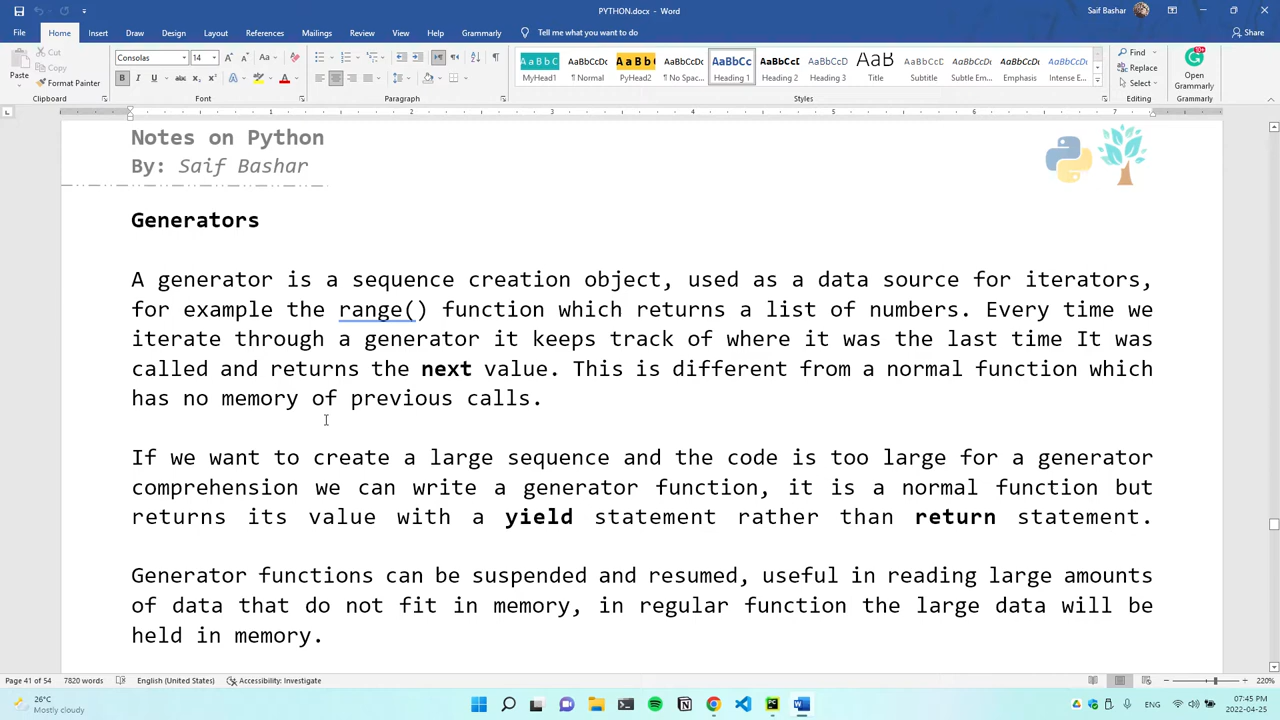 PYTHON.docx - Word
Saif Bashar
File Home Insert Draw Design Layout References Mailings Review View Help Grammarly Tell me what you want to do Share
Paste
Cut
Copy
Format Painter
Clipboard
Consolas 14
Font
Paragraph
AaBbC AaBbCcDc AaBbC AaBbCcDc AaBbCc AaBbCcl AaBbCcDc AaB AaBbCcDc AaBbCcDc AaBbCcDc AaBbCcDc
MyHead1 ¶ Normal PyHead2 ¶ No Spac... Heading 1 Heading 2 Heading 3 Title Subtitle Subtle Em... Emphasis Intense E...
Styles
Find
Replace
Select
Editing
Open
Grammarly
Grammarly
1 2 3 4 5 6 7
Notes on Python
By: Saif Bashar
Generators
A generator is a sequence creation object, used as a data source for iterators,
for example the range() function which returns a list of numbers. Every time we
iterate through a generator it keeps track of where it was the last time It was
called and returns the next value. This is different from a normal function which
has no memory of previous calls.
If we want to create a large sequence and the code is too large for a generator
comprehension we can write a generator function, it is a normal function but
returns its value with a yield statement rather than return statement.
Generator functions can be suspended and resumed, useful in reading large amounts
of data that do not fit in memory, in regular function the large data will be
held in memory.
Page 41 of 54 7820 words English (United States) Accessibility: Investigate 220%
26°C
Mostly cloudy
ENG
07:45 PM
2022-04-25